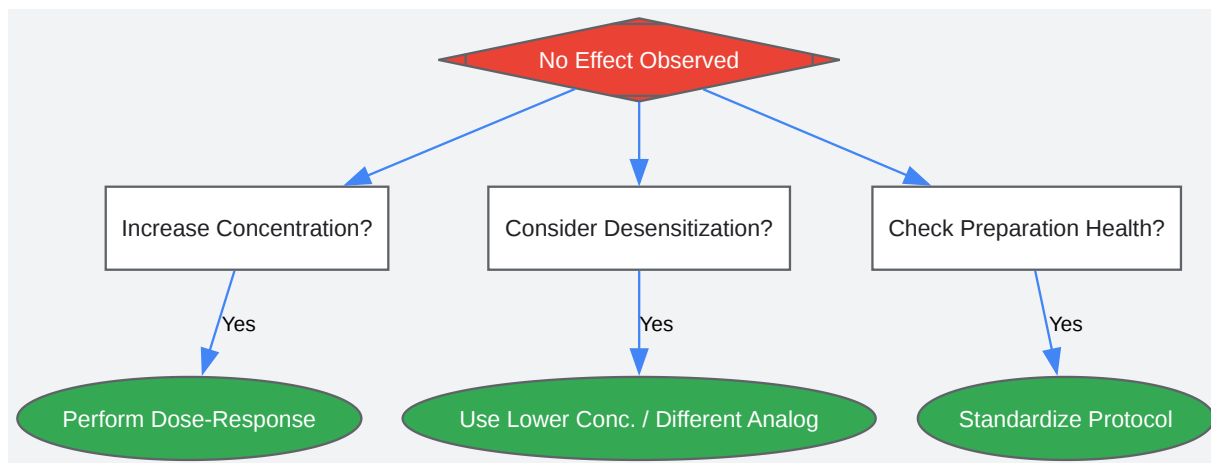 No Effect Observed
Increase Concentration?
Consider Desensitization?
Check Preparation Health?
Yes
Yes
Yes
Perform Dose-Response
Use Lower Conc. / Different Analog
Standardize Protocol